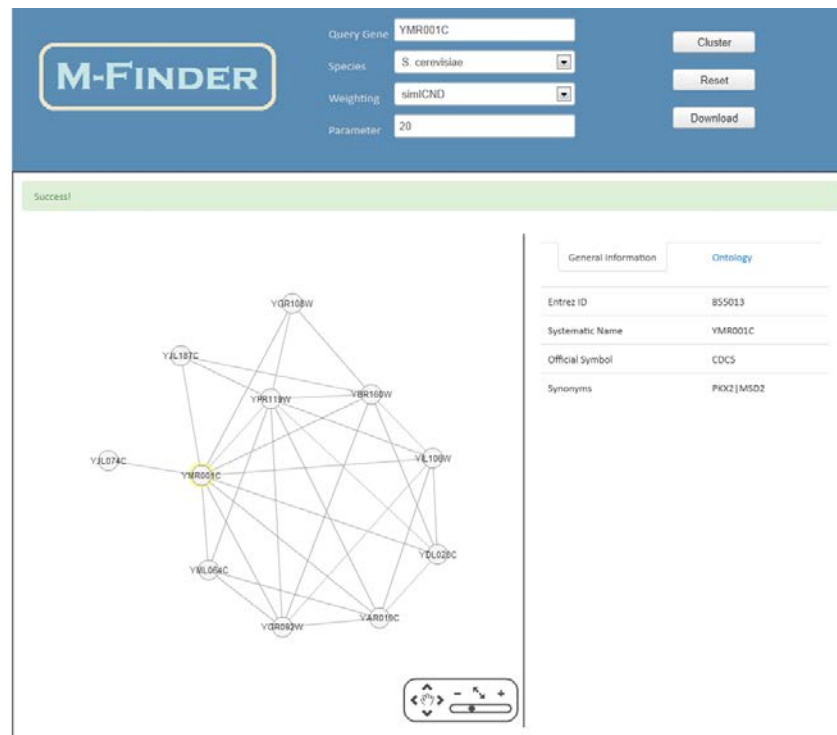 M-FINDER
Query Gene YMR001C
Species S. cerevisiae
Weighting simICND
Parameter 20
Cluster
Reset
Download
Success!
General Information Ontology
Entrez ID 855013
Systematic Name YMR001C
Official Symbol CDC5
Synonyms PKX2|MSD2
YGR108W
YJL187C
YPR119W
YBR160W
YJL074C
YMR001C
YIL106W
YML064C
YDL028C
YGR092W
YAR019C